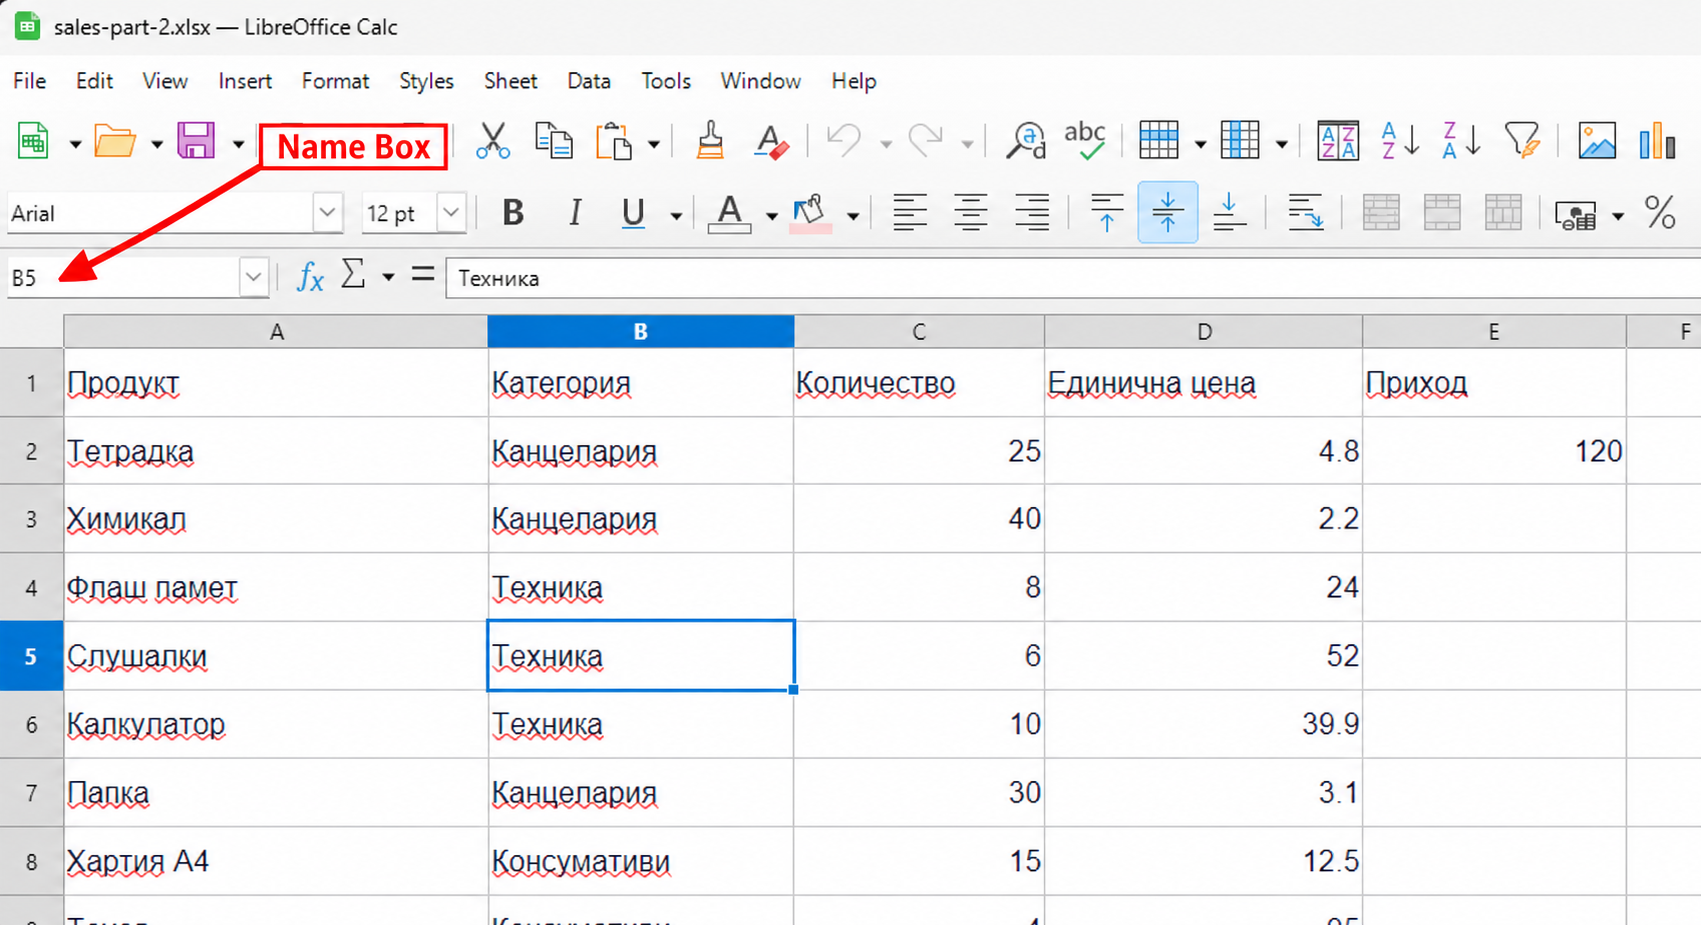 sales-part-2.xlsx — LibreOffice Calc
File Edit View Insert Format Styles Sheet Data Tools Window Help
Name Box
Arial 12 pt B I U A %
B5 fx Σ = Техника
A B C D E F
1 Продукт Категория Количество Единична цена Приход
2 Тетрадка Канцелария 25 4.8 120
3 Химикал Канцелария 40 2.2
4 Флаш памет Техника 8 24
5 Слушалки Техника 6 52
6 Калкулатор Техника 10 39.9
7 Папка Канцелария 30 3.1
8 Хартия A4 Консумативи 15 12.5